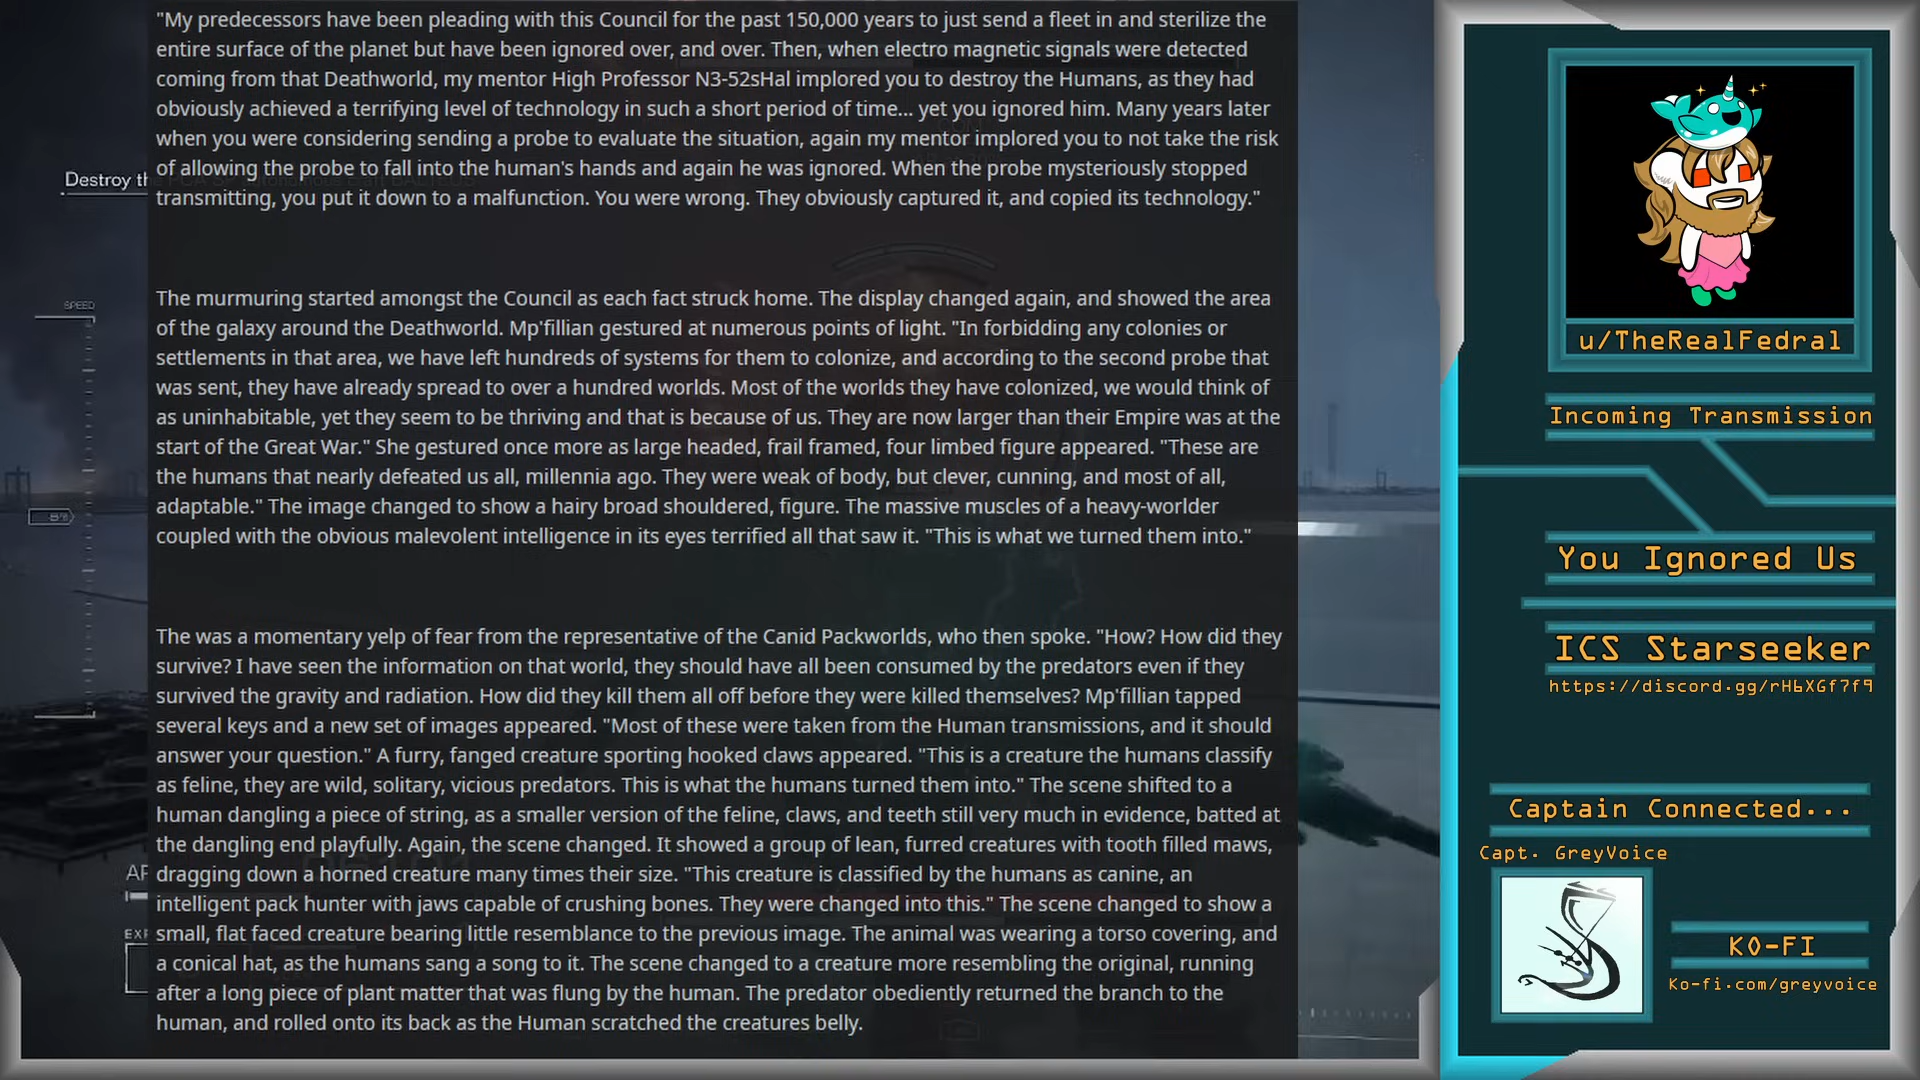 "My predecessors have been pleading with this Council for the past 150,000 years to just send a fleet in and sterilize the
entire surface of the planet but have been ignored over, and over. Then, when electro magnetic signals were detected
coming from that Deathworld, my mentor High Professor N3-52sHal implored you to destroy the Humans, as they had
obviously achieved a terrifying level of technology in such a short period of time... yet you ignored him. Many years later
when you were considering sending a probe to evaluate the situation, again my mentor implored you to not take the risk
of allowing the probe to fall into the human's hands and again he was ignored. When the probe mysteriously stopped
transmitting, you put it down to a malfunction. You were wrong. They obviously captured it, and copied its technology."
The murmuring started amongst the Council as each fact struck home. The display changed again, and showed the area
of the galaxy around the Deathworld. Mp'fillian gestured at numerous points of light. "In forbidding any colonies or
settlements in that area, we have left hundreds of systems for them to colonize, and according to the second probe that
was sent, they have already spread to over a hundred worlds. Most of the worlds they have colonized, we would think of
as uninhabitable, yet they seem to be thriving and that is because of us. They are now larger than their Empire was at the
start of the Great War." She gestured once more as large headed, frail framed, four limbed figure appeared. "These are
the humans that nearly defeated us all, millennia ago. They were weak of body, but clever, cunning, and most of all,
adaptable." The image changed to show a hairy broad shouldered, figure. The massive muscles of a heavy-worlder
coupled with the obvious malevolent intelligence in its eyes terrified all that saw it. "This is what we turned them into."
The was a momentary yelp of fear from the representative of the Canid Packworlds, who then spoke. "How? How did they
survive? I have seen the information on that world, they should have all been consumed by the predators even if they
survived the gravity and radiation. How did they kill them all off before they were killed themselves? Mp'fillian tapped
several keys and a new set of images appeared. "Most of these were taken from the Human transmissions, and it should
answer your question." A furry, fanged creature sporting hooked claws appeared. "This is a creature the humans classify
as feline, they are wild, solitary, vicious predators. This is what the humans turned them into." The scene shifted to a
human dangling a piece of string, as a smaller version of the feline, claws, and teeth still very much in evidence, batted at
the dangling end playfully. Again, the scene changed. It showed a group of lean, furred creatures with tooth filled maws,
dragging down a horned creature many times their size. "This creature is classified by the humans as canine, an
intelligent pack hunter with jaws capable of crushing bones. They were changed into this." The scene changed to show a
small, flat faced creature bearing little resemblance to the previous image. The animal was wearing a torso covering, and
a conical hat, as the humans sang a song to it. The scene changed to a creature more resembling the original, running
after a long piece of plant matter that was flung by the human. The predator obediently returned the branch to the
human, and rolled onto its back as the Human scratched the creatures belly.
Destroy th
SPEED
u/TheRealFedral
Incoming Transmission
You Ignored Us
ICS Starseeker
https://discord.gg/rH6XGf7f9
Captain Connected...
Capt. GreyVoice
KO-FI
Ko-fi.com/greyvoice